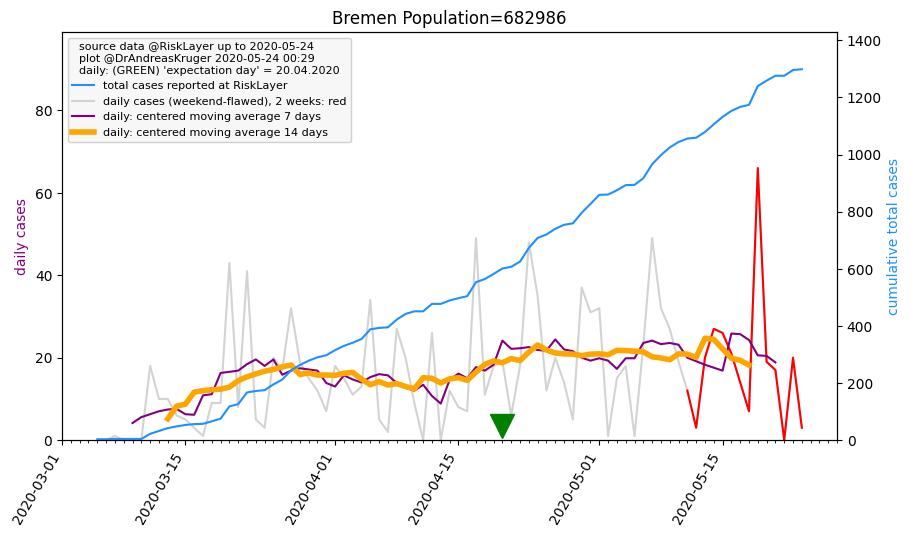 Bremen Population=682986
source data @RiskLayer up to 2020-05-24
plot @DrAndreasKruger 2020-05-24 00:29
daily: (GREEN) 'expectation day' = 20.04.2020
total cases reported at RiskLayer
daily cases (weekend-flawed), 2 weeks: red
daily: centered moving average 7 days
daily: centered moving average 14 days
daily cases
80
60
40
20
0
1400
1200
1000
800
600
400
200
0
cumulative total cases
2020-03-01
2020-03-15
2020-04-01
2020-04-15
2020-05-01
2020-05-15